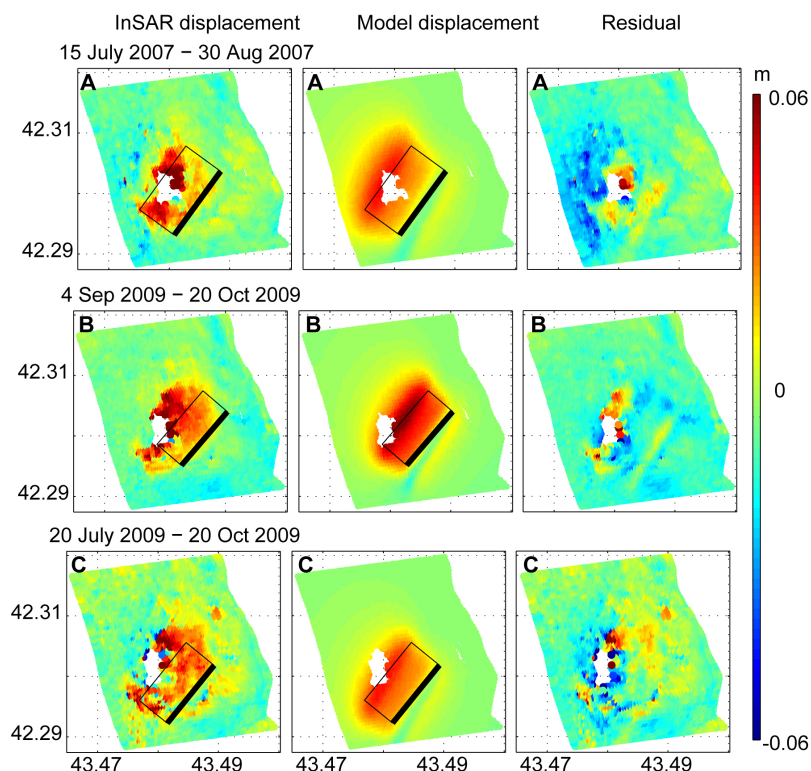 InSAR displacement Model displacement Residual
15 July 2007 − 30 Aug 2007
m
A A A
0.06
42.31
42.29
4 Sep 2009 − 20 Oct 2009
B B B
42.31
0
42.29
20 July 2009 − 20 Oct 2009
C C C
42.31
42.29
-0.06
43.47 43.49 43.47 43.49 43.47 43.49